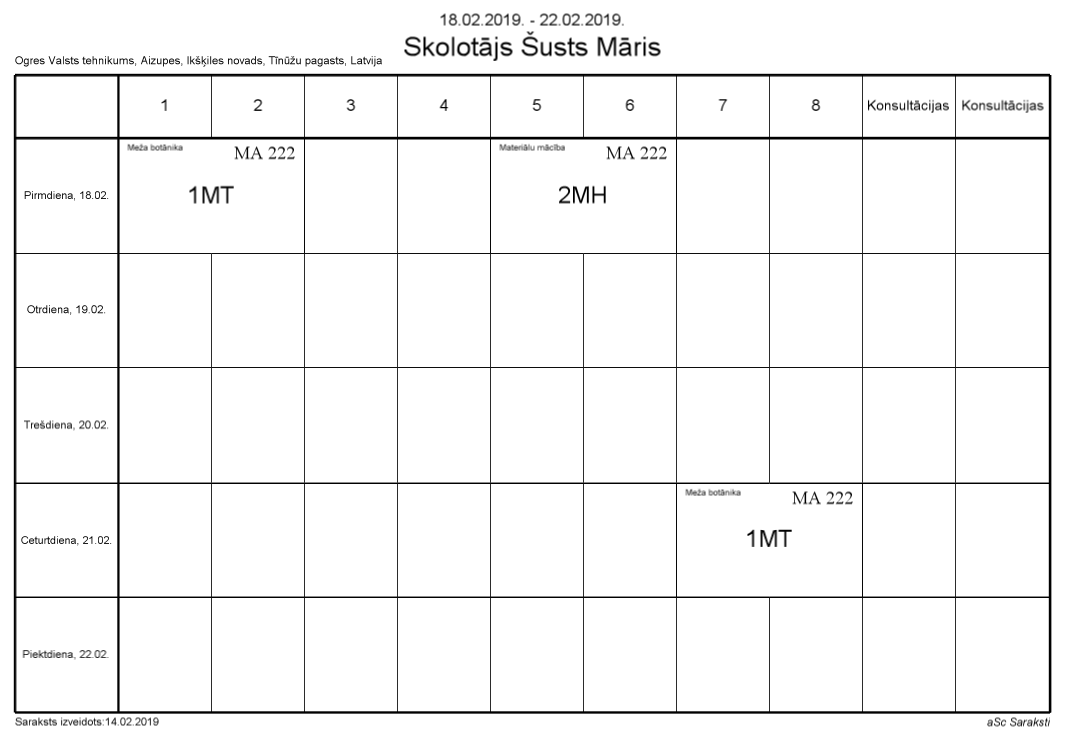 18.02.2019. - 22.02.2019.
Skolotājs Šusts Māris
Ogres Valsts tehnikums, Aizupes, Ikšķiles novads, Tīnūžu pagasts, Latvija
1 2 3 4 5 6 7 8 Konsultācijas Konsultācijas
Meža botānika MA 222 Materiālu mācība MA 222
Pirmdiena, 18.02. 1MT 2MH
Otrdiena, 19.02.
Trešdiena, 20.02.
Meža botānika MA 222
Ceturtdiena, 21.02. 1MT
Piektdiena, 22.02.
Saraksts izveidots:14.02.2019 aSc Saraksti